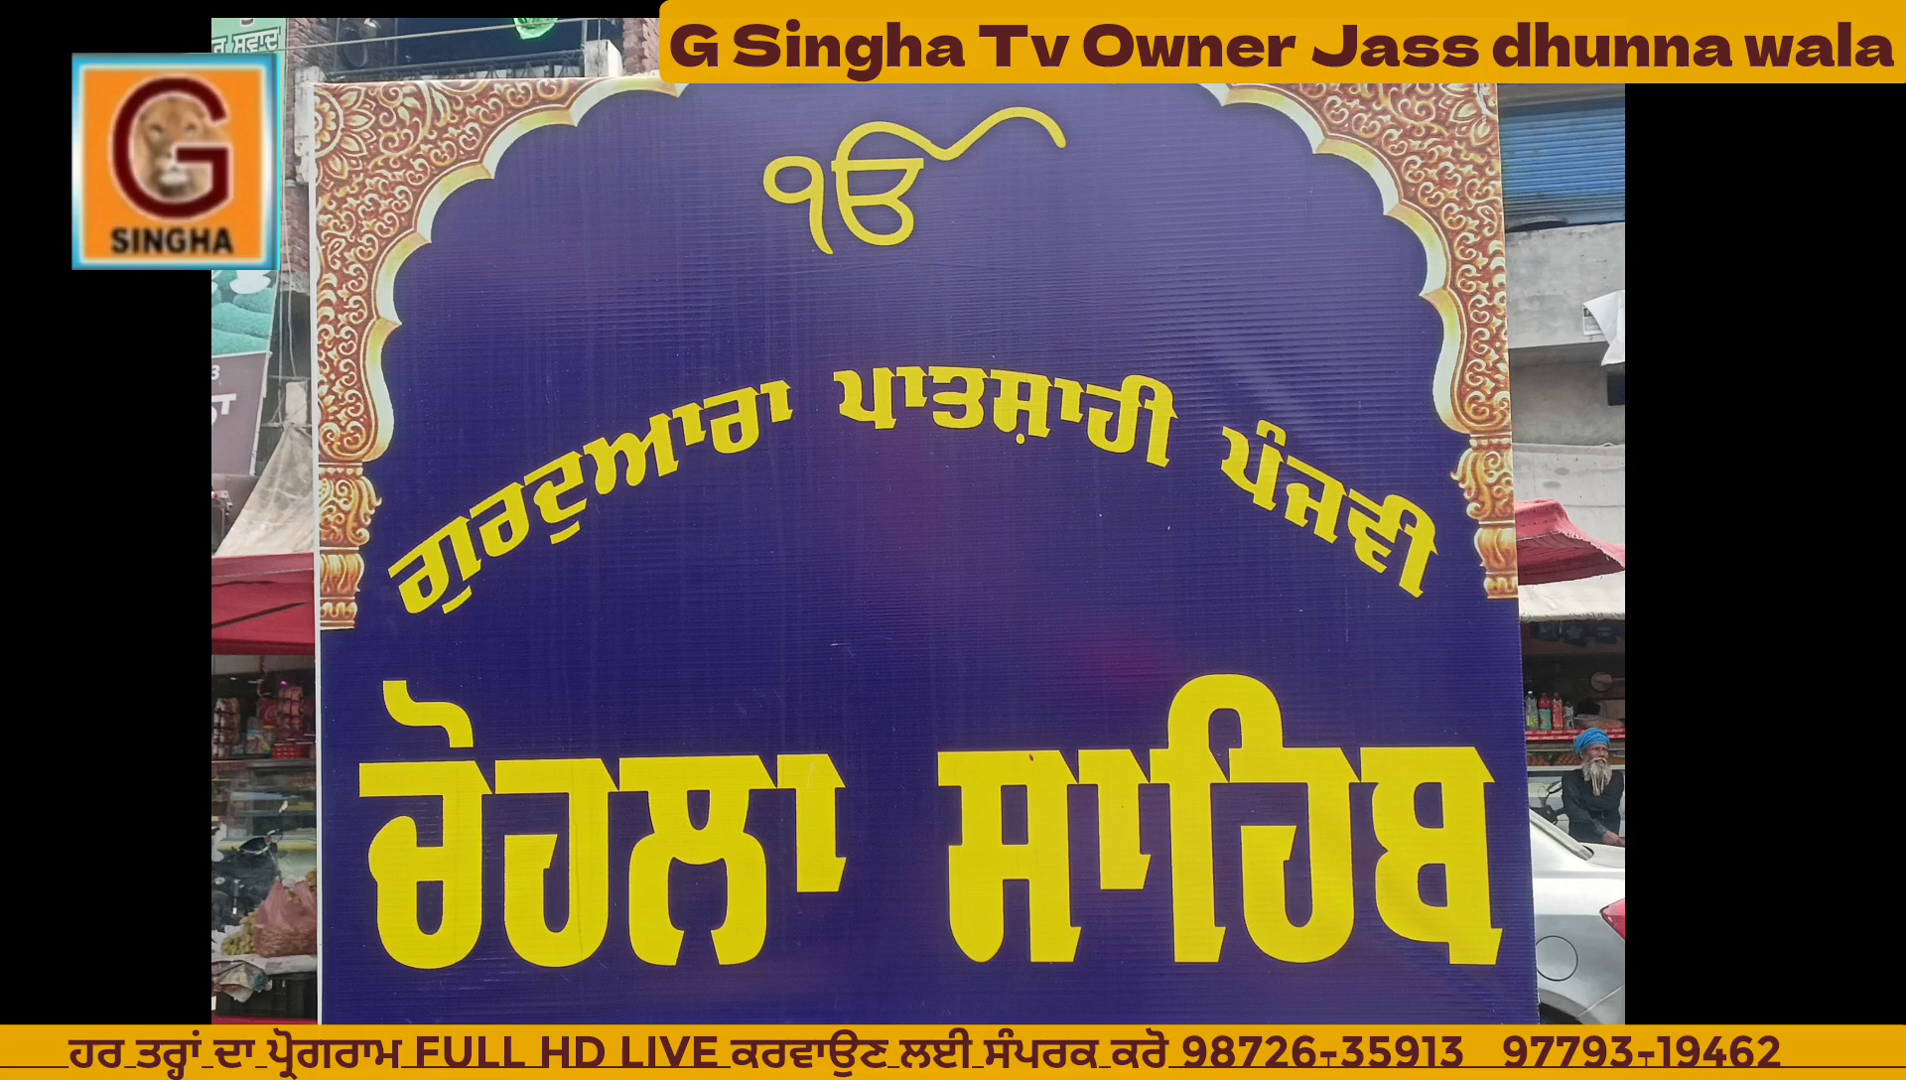 G Singha Tv Owner Jass dhunna wala
ਸਵਾਦ
G
SINGHA
ੴ
ਗੁਰਦੁਆਰਾ ਪਾਤਸ਼ਾਹੀ ਪੰਜਵੀ
ਚੋਹਲਾ ਸਾਹਿਬ
ਹਰ ਤਰ੍ਹਾਂ ਦਾ ਪ੍ਰੋਗਰਾਮ FULL HD LIVE ਕਰਵਾਉਣ ਲਈ ਸੰਪਰਕ ਕਰੋ 98726-35913 97793-19462